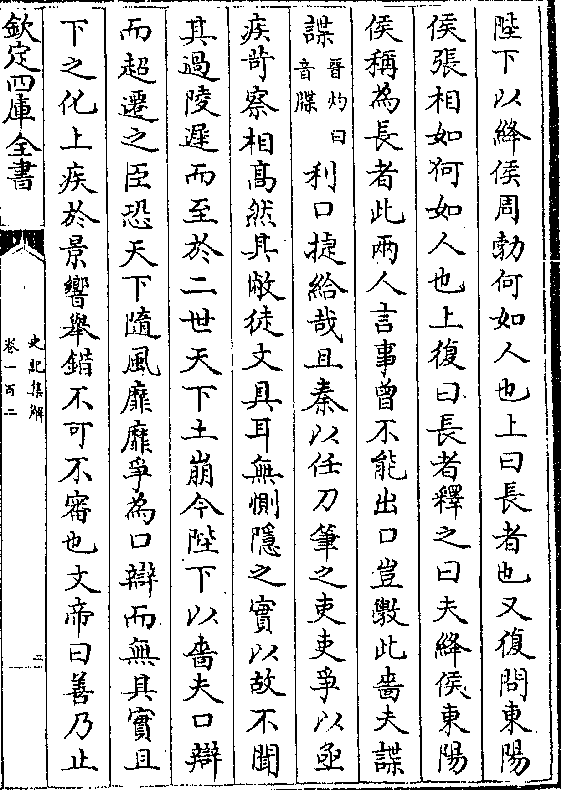 陛下以絳侯周勃何如人也上曰長者也又復問東陽
侯張相如何如人也上復曰長者釋之曰夫絳侯東陽
侯稱為長者此兩人言事曾不能出口豈斆此嗇夫諜
諜晉灼曰音牒利口捷給哉且秦以任刀筆之吏吏爭以亟
疾苛察相高然其敝徒文具耳無惻隱之實以故不聞
其過陵遲而至於二世天下土崩今陛下以嗇夫口辯
而超遷之臣恐天下隨風靡靡爭為口辯而無其實且
下之化上疾於景響舉錯不可不審也文帝曰善乃止
欽定四庫全書
史記集解
卷一百二
二